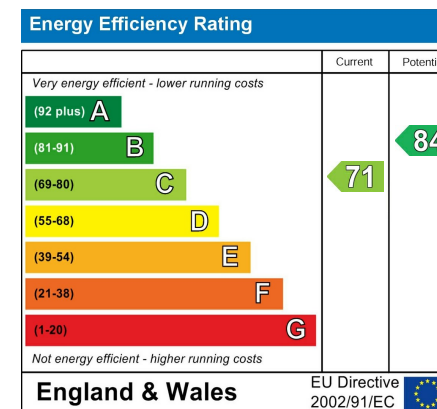 Energy Efficiency Rating
Current Potenti
Very energy efficient - lower running costs
(92 plus) A
(81-91) B
84
(69-80) C
71
(55-68) D
(39-54) E
(21-38) F
(1-20) G
Not energy efficient - higher running costs
England & Wales
EU Directive
2002/91/EC